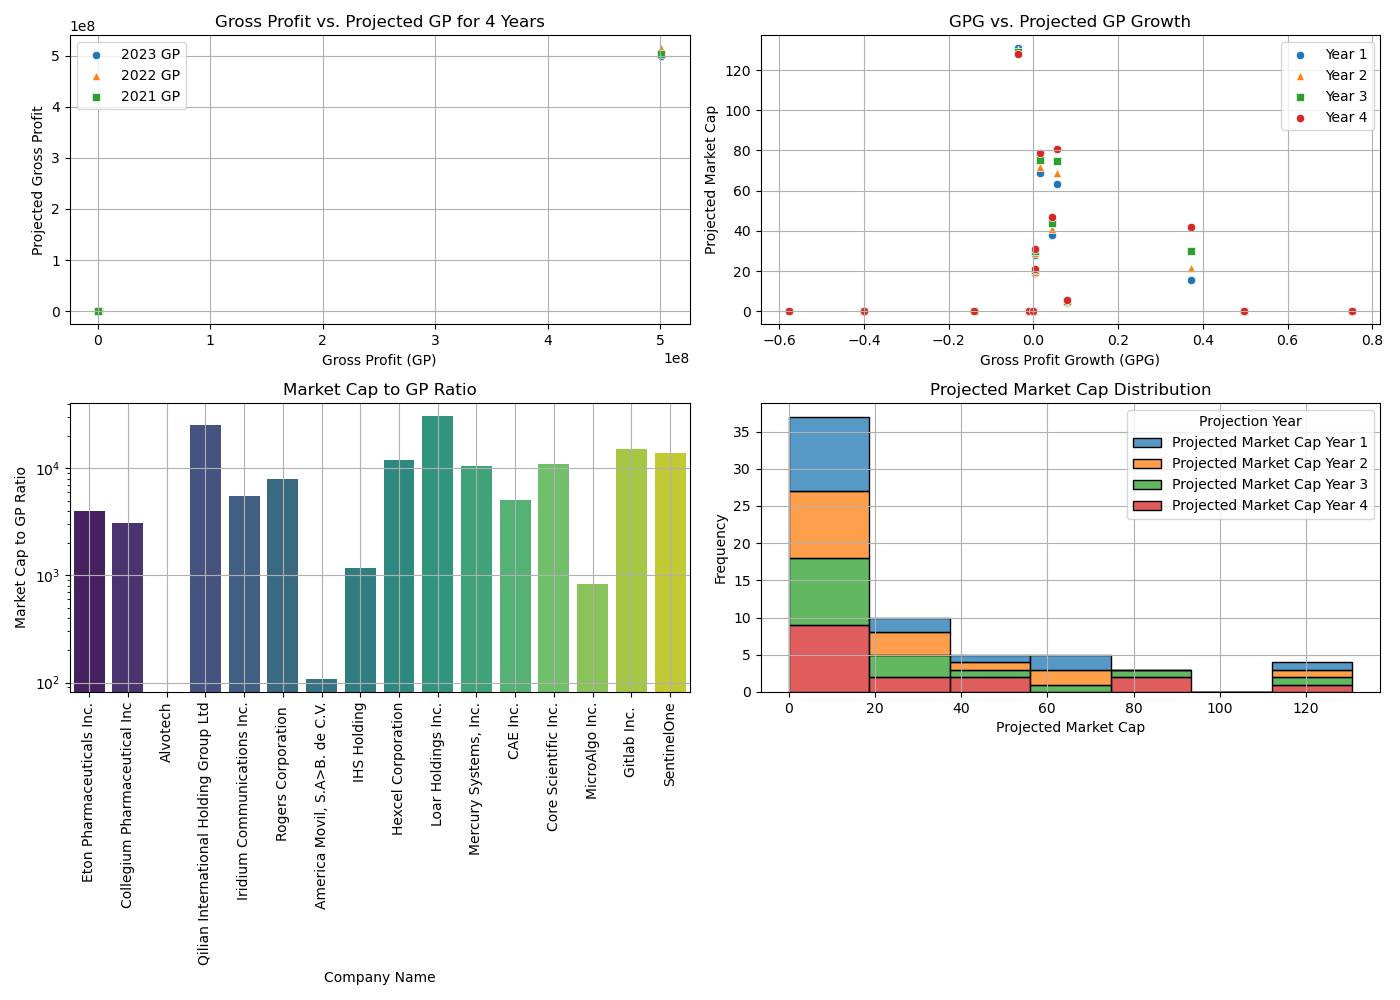 Gross Profit vs. Projected GP for 4 Years
1e8
5
4
3
2
1
0
Projected Gross Profit
2023 GP
2022 GP
2021 GP
0 1 2 3 4 5
1e8
Gross Profit (GP)
GPG vs. Projected GP Growth
120
100
80
60
40
20
0
Projected Market Cap
Year 1
Year 2
Year 3
Year 4
−0.6 −0.4 −0.2 0.0 0.2 0.4 0.6 0.8
Gross Profit Growth (GPG)
Market Cap to GP Ratio
10^4
10^3
10^2
Market Cap to GP Ratio
Eton Pharmaceuticals Inc.
Collegium Pharmaceutical Inc
Alvotech
Qilian International Holding Group Ltd
Iridium Communications Inc.
Rogers Corporation
America Movil, S.A>B. de C.V.
IHS Holding
Hexcel Corporation
Loar Holdings Inc.
Mercury Systems, Inc.
CAE Inc.
Core Scientific Inc.
MicroAlgo Inc.
Gitlab Inc.
SentinelOne
Company Name
Projected Market Cap Distribution
35
30
25
20
15
10
5
0
Frequency
Projection Year
Projected Market Cap Year 1
Projected Market Cap Year 2
Projected Market Cap Year 3
Projected Market Cap Year 4
0 20 40 60 80 100 120
Projected Market Cap